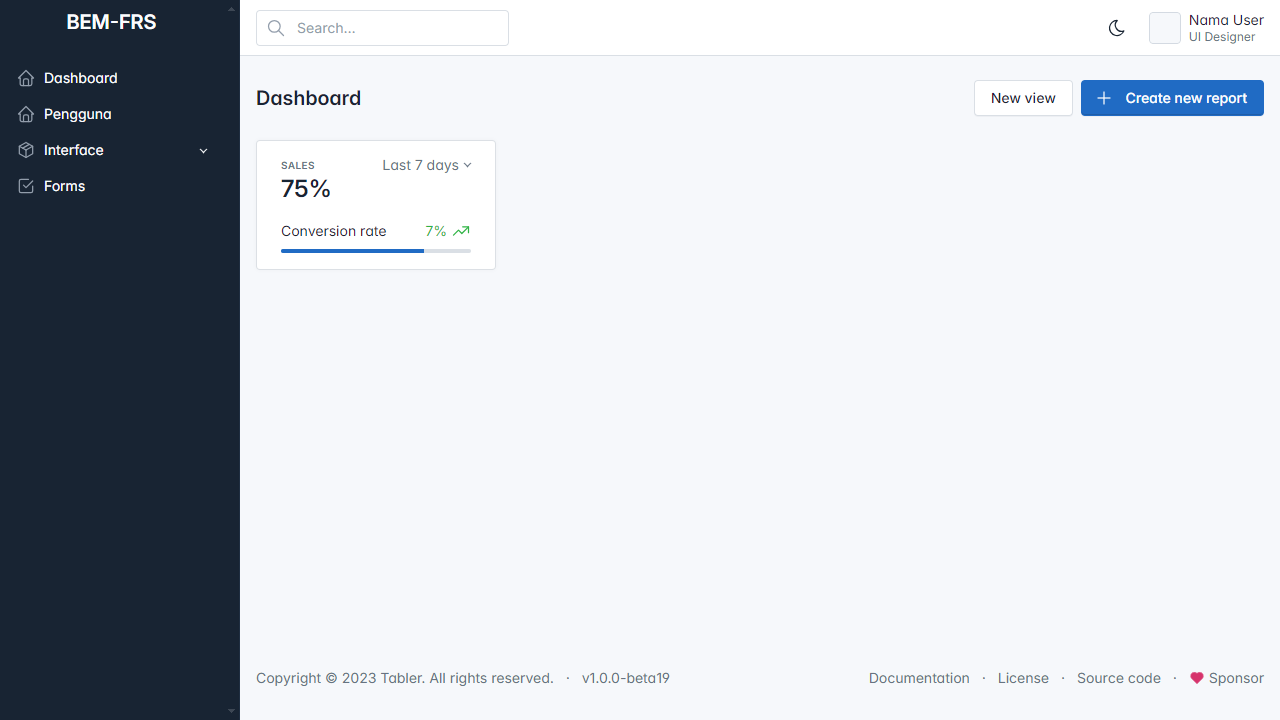 BEM-FRS
Dashboard
Pengguna
Interface
Forms
Search...
Nama User
UI Designer
Dashboard
New view
Create new report
SALES
Last 7 days
75%
Conversion rate
7%
Copyright © 2023 Tabler. All rights reserved. · v1.0.0-beta19
Documentation · License · Source code · Sponsor